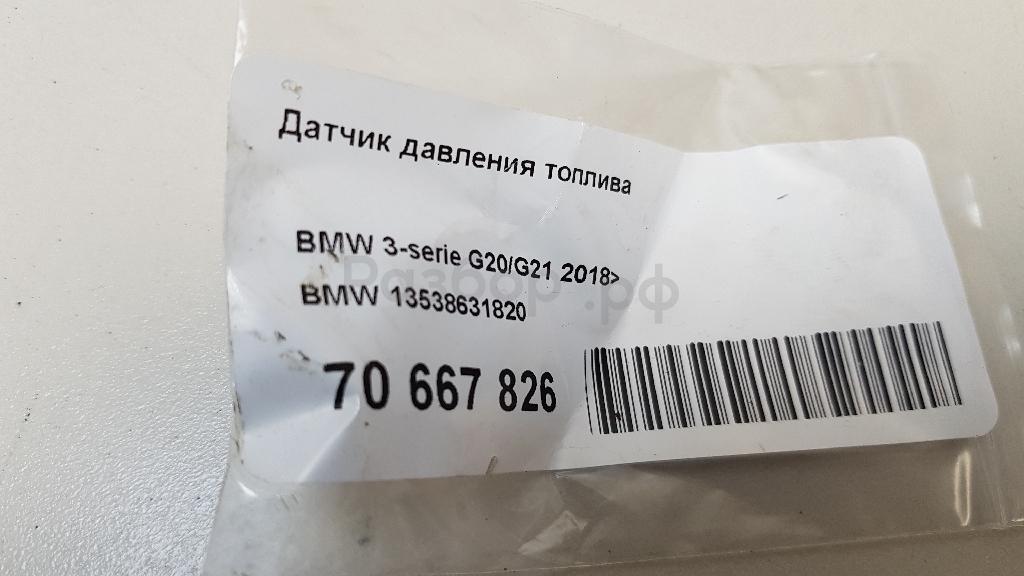 Датчик давления топлива
BMW 3-serie G20/G21 2018>
Разбор.рф
BMW 13538631820
70 667 826